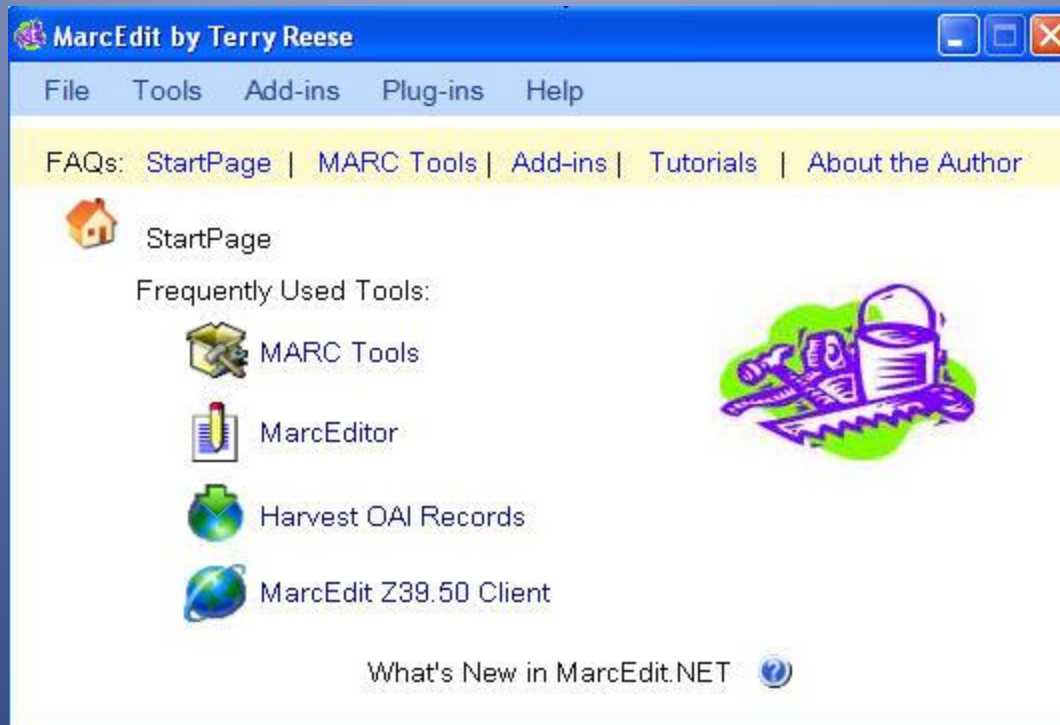 MarcEdit by Terry Reese
File Tools Add-ins Plug-ins Help
FAQs: StartPage | MARC Tools | Add-ins | Tutorials | About the Author
StartPage
Frequently Used Tools:
MARC Tools
MarcEditor
Harvest OAI Records
MarcEdit Z39.50 Client
What's New in MarcEdit.NET